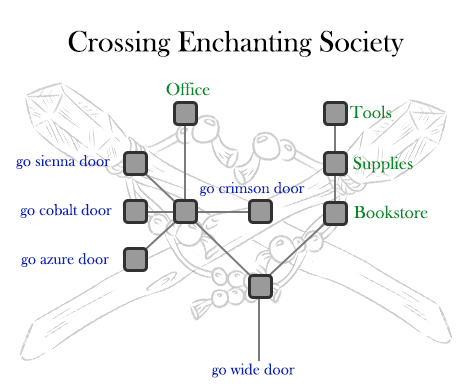 Crossing Enchanting Society
Office
Tools
go sienna door
Supplies
go crimson door
go cobalt door
Bookstore
go azure door
go wide door